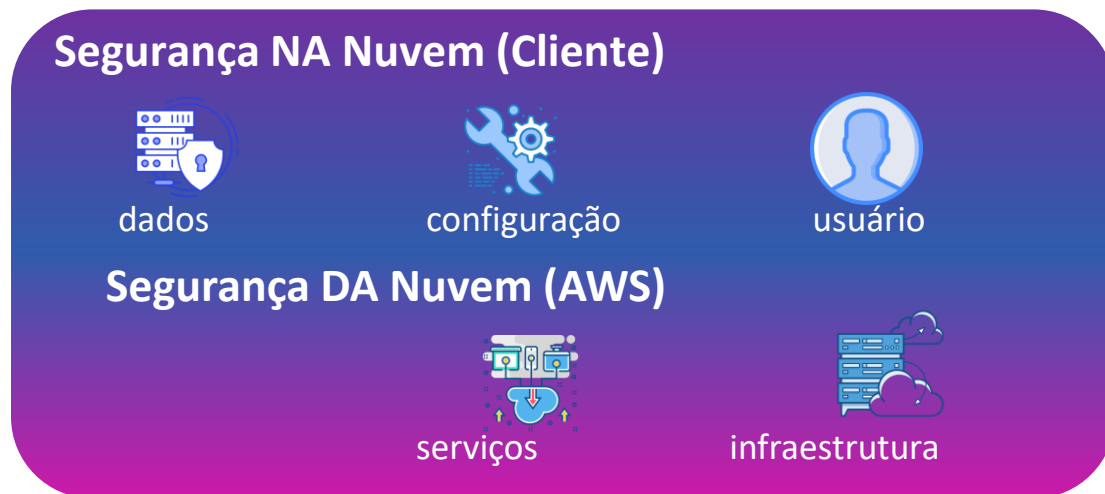 Segurança NA Nuvem (Cliente)
dados
configuração
usuário
Segurança DA Nuvem (AWS)
serviços
infraestrutura